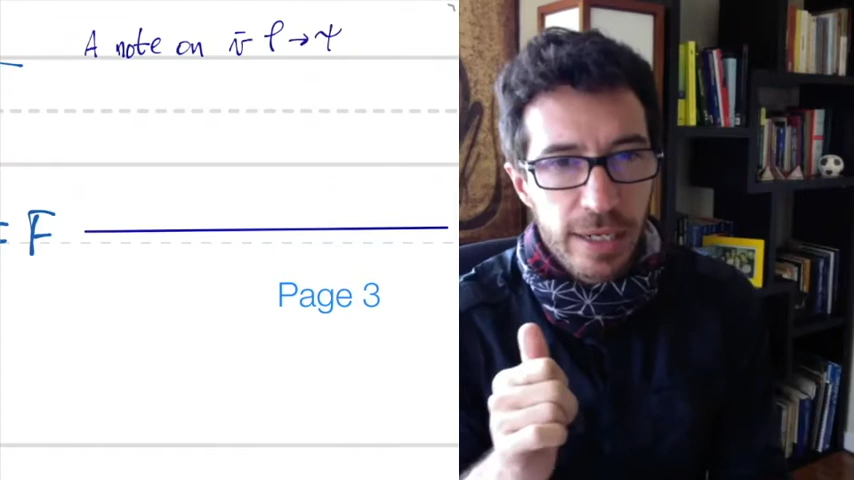 A note on v̄ φ→ψ
= F
Page 3